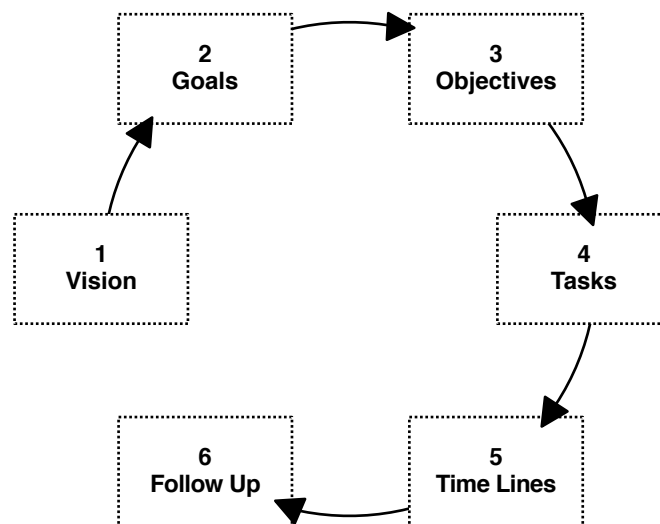 1
Vision
2
Goals
3
Objectives
4
Tasks
5
Time Lines
6
Follow Up